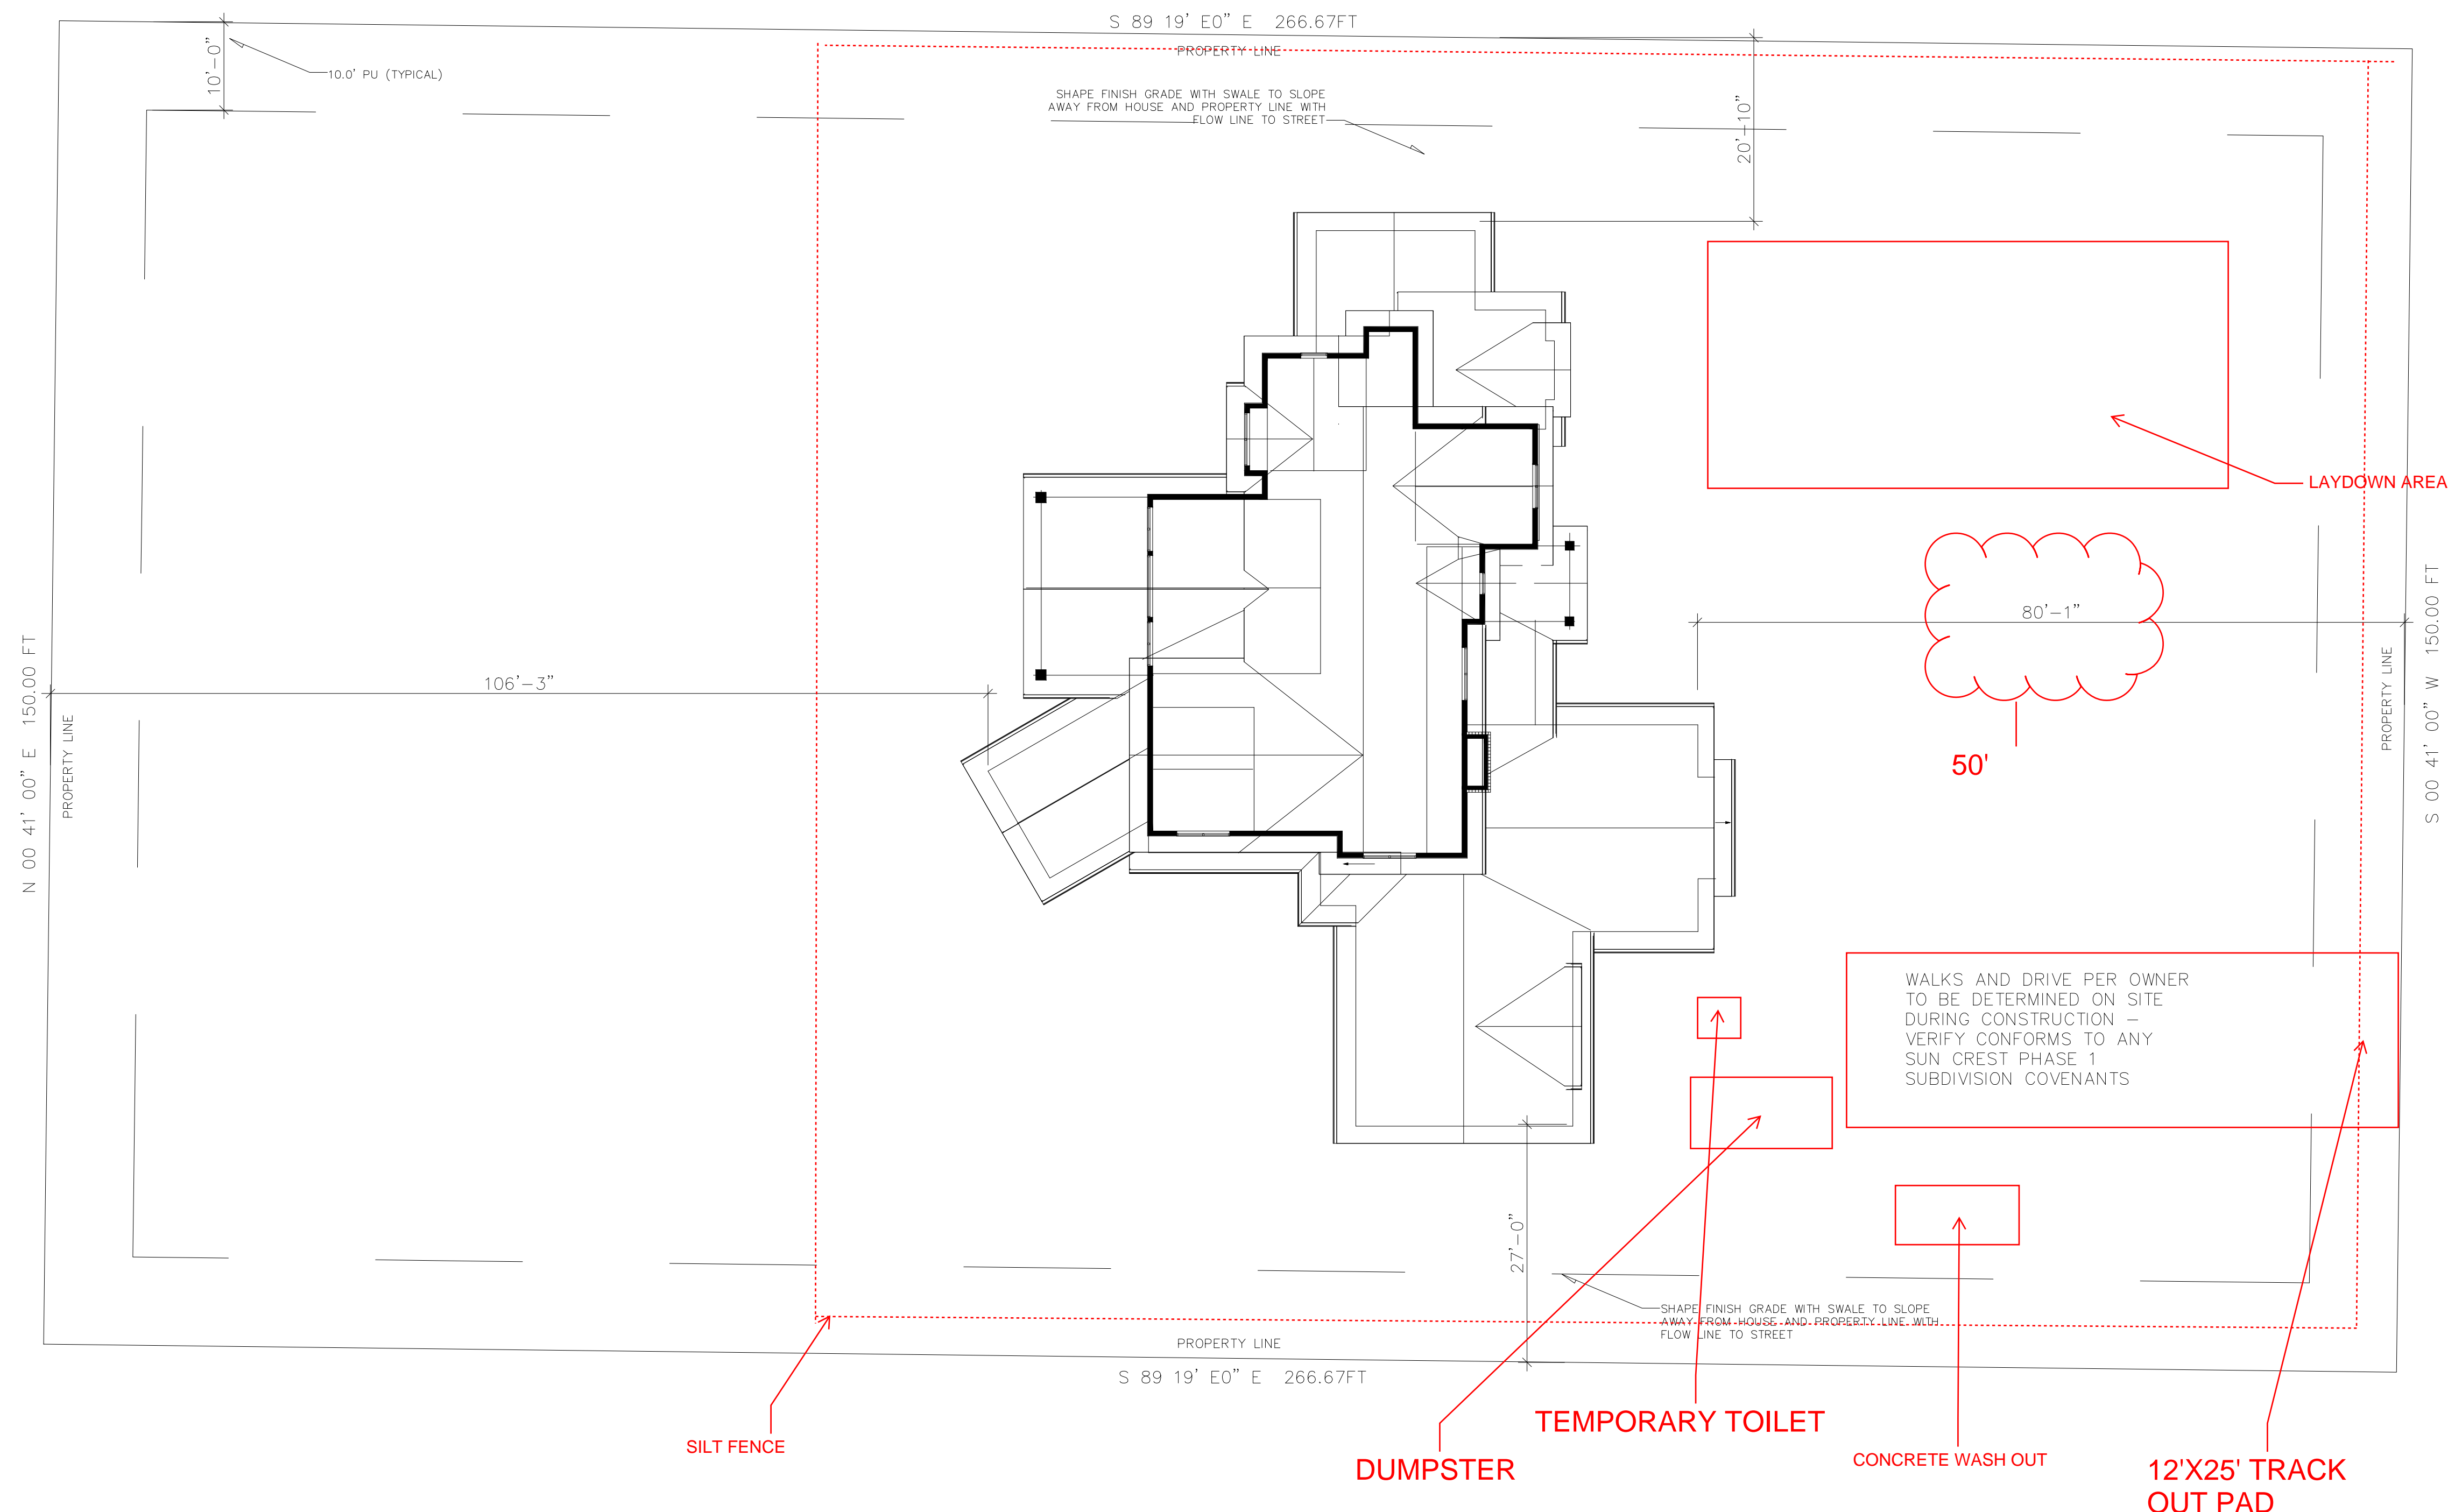 S 89 19' E0" E 266.67FT
PROPERTY LINE
10'-0"
10.0' PU (TYPICAL)
SHAPE FINISH GRADE WITH SWALE TO SLOPE
AWAY FROM HOUSE AND PROPERTY LINE WITH
FLOW LINE TO STREET
20'-10"
LAYDOWN AREA
80'-1"
50'
S 00 41' 00" W 150.00 FT
PROPERTY LINE
N 00 41' 00" E 150.00 FT
PROPERTY LINE
106'-3"
WALKS AND DRIVE PER OWNER
TO BE DETERMINED ON SITE
DURING CONSTRUCTION –
VERIFY CONFORMS TO ANY
SUN CREST PHASE 1
SUBDIVISION COVENANTS
27'-0"
SHAPE FINISH GRADE WITH SWALE TO SLOPE
AWAY FROM HOUSE AND PROPERTY LINE WITH
FLOW LINE TO STREET
PROPERTY LINE
S 89 19' E0" E 266.67FT
SILT FENCE
DUMPSTER
TEMPORARY TOILET
CONCRETE WASH OUT
12'X25' TRACK
OUT PAD